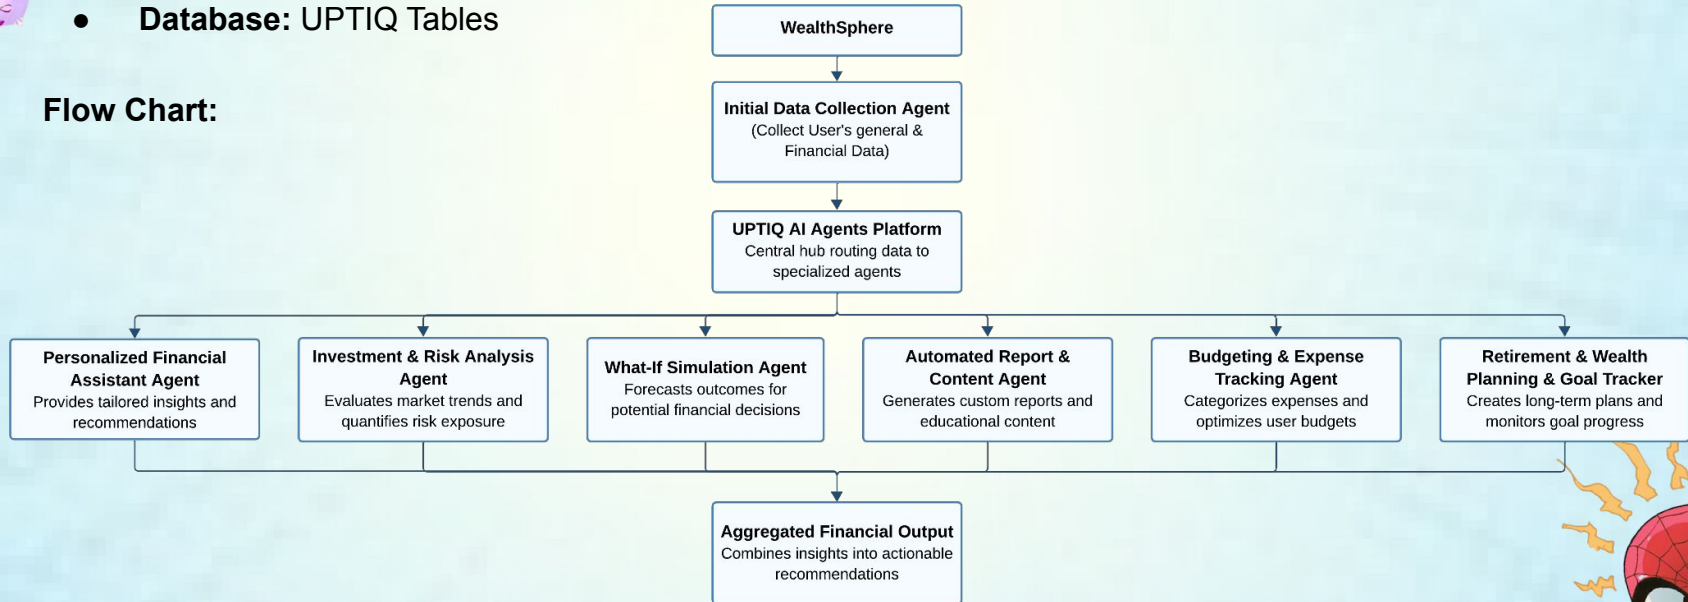 ● Database: UPTIQ Tables
Flow Chart:
WealthSphere
Initial Data Collection Agent
(Collect User's general &
Financial Data)
UPTIQ AI Agents Platform
Central hub routing data to
specialized agents
Personalized Financial
Assistant Agent
Provides tailored insights and
recommendations
Investment & Risk Analysis
Agent
Evaluates market trends and
quantifies risk exposure
What-If Simulation Agent
Forecasts outcomes for
potential financial decisions
Automated Report &
Content Agent
Generates custom reports and
educational content
Budgeting & Expense
Tracking Agent
Categorizes expenses and
optimizes user budgets
Retirement & Wealth
Planning & Goal Tracker
Creates long-term plans and
monitors goal progress
Aggregated Financial Output
Combines insights into actionable
recommendations